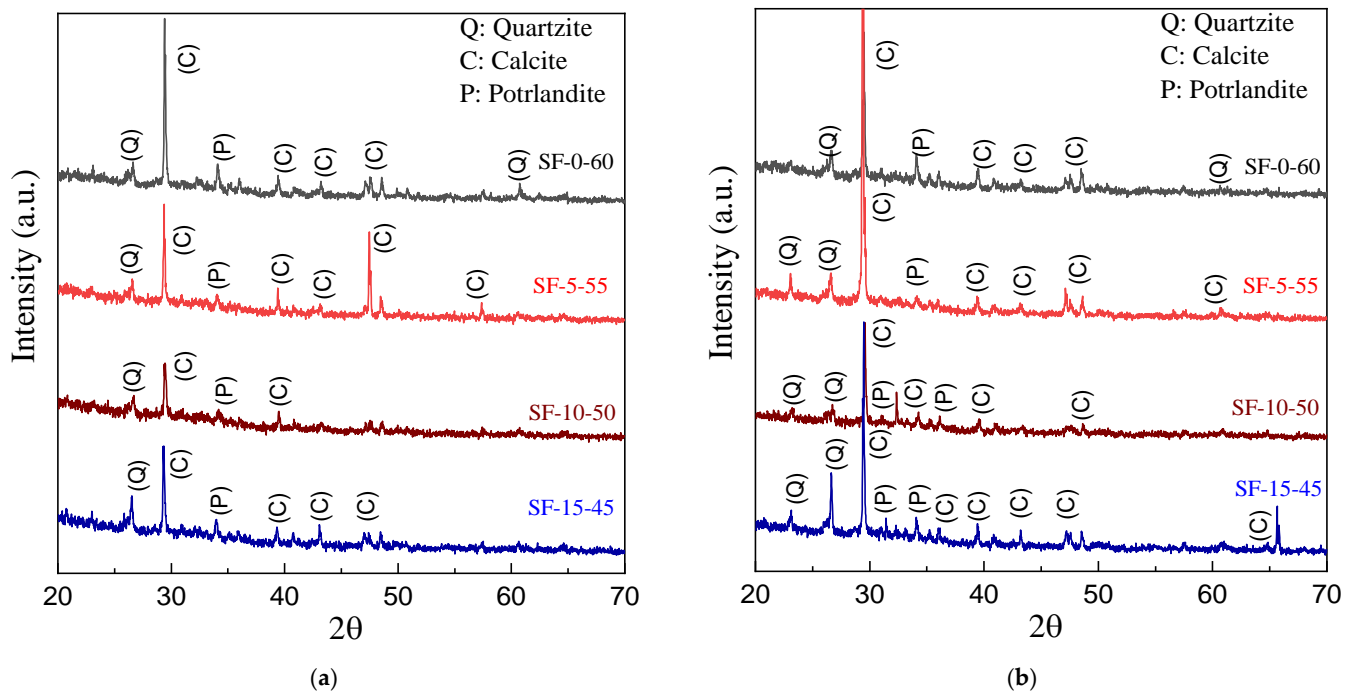 Q: Quartzite
C: Calcite
P: Potrlandite
(C)
(Q)
(P)
(C)
(C)
(C)
(Q)
SF-0-60
(Q)
(C)
(P)
(C)
(C)
(C)
(C)
SF-5-55
(Q)
(C)
(P)
(C)
SF-10-50
(Q)
(C)
(P)
(C)
(C)
(C)
SF-15-45
Intensity (a.u.)
20 30 40 50 60 70
2θ
(a)
Q: Quartzite
C: Calcite
P: Potrlandite
(C)
(Q)
(P)
(C)
(C)
(C)
(Q)
SF-0-60
(Q)
(Q)
(C)
(P)
(C)
(C)
(C)
(C)
SF-5-55
(Q)
(Q)
(C)
(P)
(C)
(P)
(C)
(C)
SF-10-50
(Q)
(Q)
(C)
(P)
(P)
(C)
(C)
(C)
(C)
(C)
SF-15-45
Intensity (a.u.)
20 30 40 50 60 70
2θ
(b)